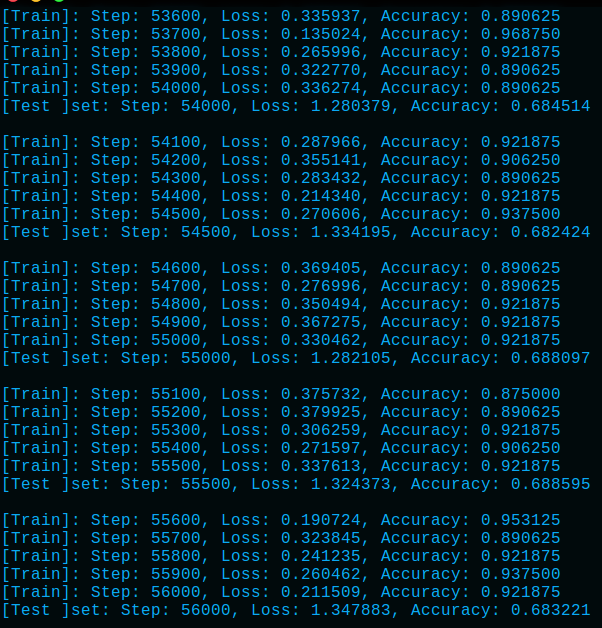 [Train]: Step: 53600, Loss: 0.335937, Accuracy: 0.890625
[Train]: Step: 53700, Loss: 0.135024, Accuracy: 0.968750
[Train]: Step: 53800, Loss: 0.265996, Accuracy: 0.921875
[Train]: Step: 53900, Loss: 0.322770, Accuracy: 0.890625
[Train]: Step: 54000, Loss: 0.336274, Accuracy: 0.890625
[Test ]set: Step: 54000, Loss: 1.280379, Accuracy: 0.684514
[Train]: Step: 54100, Loss: 0.287966, Accuracy: 0.921875
[Train]: Step: 54200, Loss: 0.355141, Accuracy: 0.906250
[Train]: Step: 54300, Loss: 0.283432, Accuracy: 0.890625
[Train]: Step: 54400, Loss: 0.214340, Accuracy: 0.921875
[Train]: Step: 54500, Loss: 0.270606, Accuracy: 0.937500
[Test ]set: Step: 54500, Loss: 1.334195, Accuracy: 0.682424
[Train]: Step: 54600, Loss: 0.369405, Accuracy: 0.890625
[Train]: Step: 54700, Loss: 0.276996, Accuracy: 0.890625
[Train]: Step: 54800, Loss: 0.350494, Accuracy: 0.921875
[Train]: Step: 54900, Loss: 0.367275, Accuracy: 0.921875
[Train]: Step: 55000, Loss: 0.330462, Accuracy: 0.921875
[Test ]set: Step: 55000, Loss: 1.282105, Accuracy: 0.688097
[Train]: Step: 55100, Loss: 0.375732, Accuracy: 0.875000
[Train]: Step: 55200, Loss: 0.379925, Accuracy: 0.890625
[Train]: Step: 55300, Loss: 0.306259, Accuracy: 0.921875
[Train]: Step: 55400, Loss: 0.271597, Accuracy: 0.906250
[Train]: Step: 55500, Loss: 0.337613, Accuracy: 0.921875
[Test ]set: Step: 55500, Loss: 1.324373, Accuracy: 0.688595
[Train]: Step: 55600, Loss: 0.190724, Accuracy: 0.953125
[Train]: Step: 55700, Loss: 0.323845, Accuracy: 0.890625
[Train]: Step: 55800, Loss: 0.241235, Accuracy: 0.921875
[Train]: Step: 55900, Loss: 0.260462, Accuracy: 0.937500
[Train]: Step: 56000, Loss: 0.211509, Accuracy: 0.921875
[Test ]set: Step: 56000, Loss: 1.347883, Accuracy: 0.683221